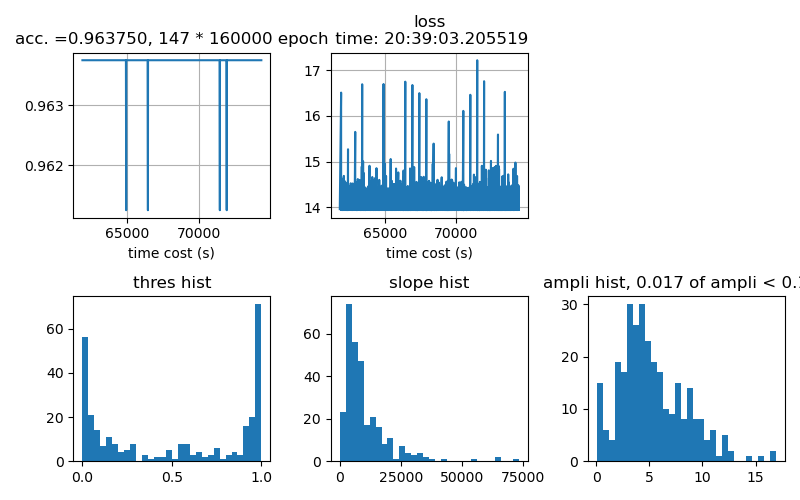 loss
acc. =0.963750, 147 * 160000 epoch time: 20:39:03.205519
0.963
0.962
65000 70000
time cost (s)
17
16
15
14
65000 70000
time cost (s)
thres hist
60
40
20
0
0.0 0.5 1.0
slope hist
60
40
20
0
0 25000 50000 75000
ampli hist, 0.017 of ampli < 0.
30
20
10
0
0 5 10 15